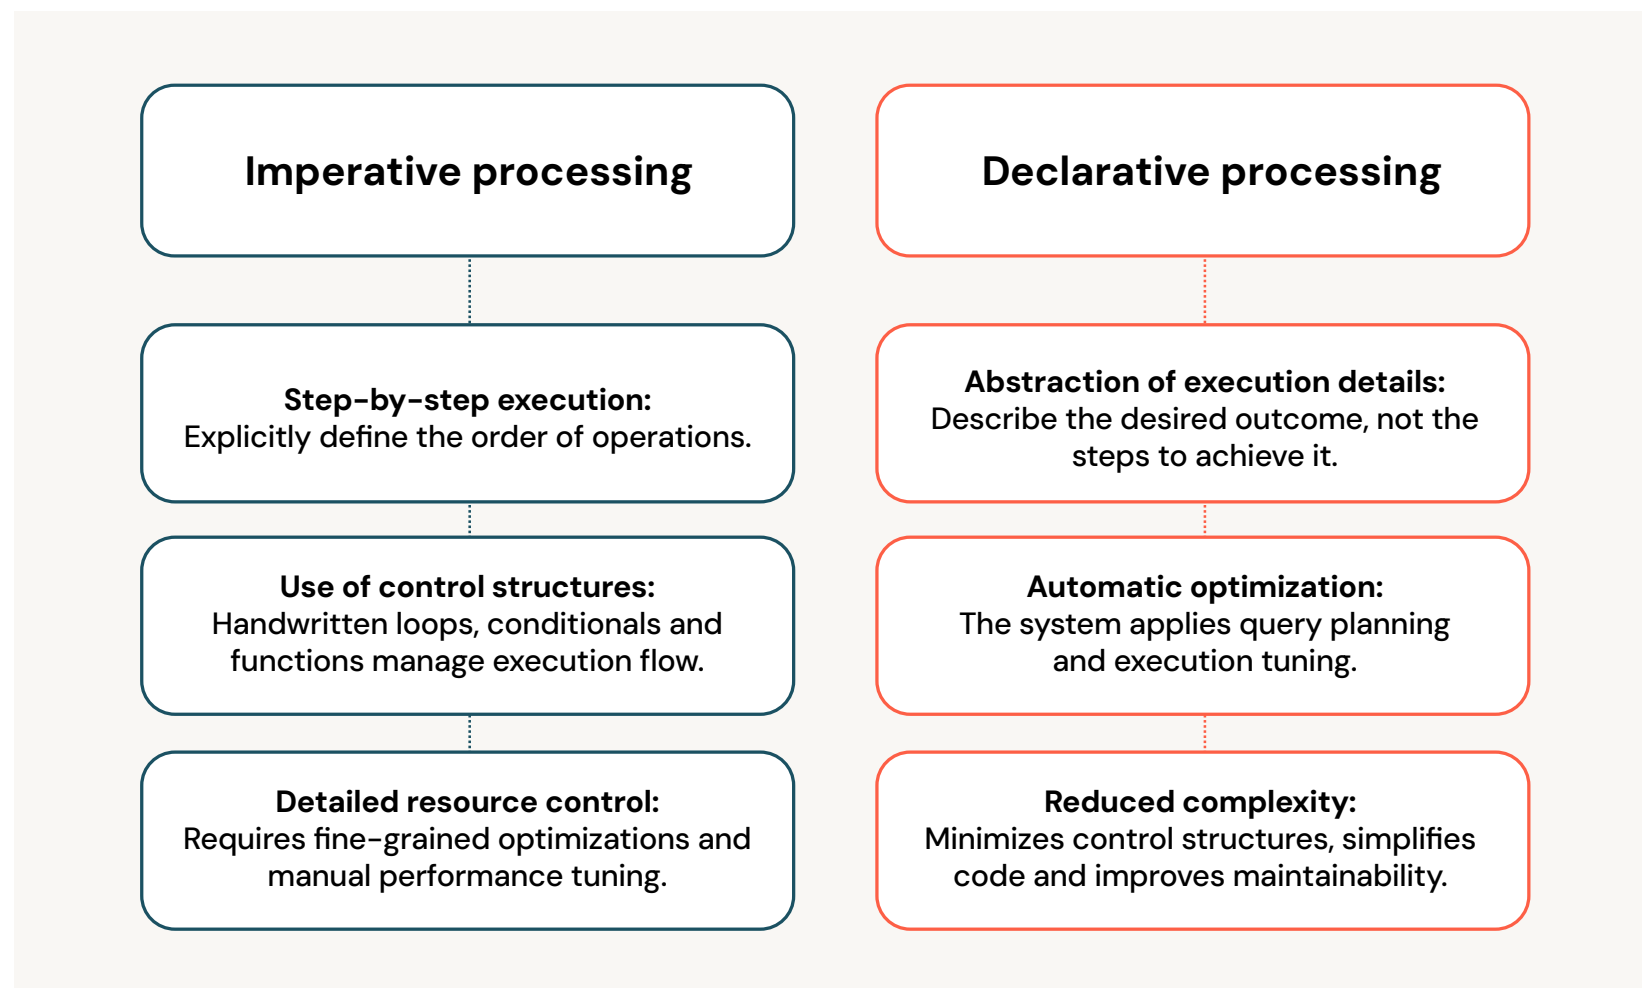 Imperative processing
Step-by-step execution:
Explicitly define the order of operations.
Use of control structures:
Handwritten loops, conditionals and
functions manage execution flow.
Detailed resource control:
Requires fine-grained optimizations and
manual performance tuning.
Declarative processing
Abstraction of execution details:
Describe the desired outcome, not the
steps to achieve it.
Automatic optimization:
The system applies query planning
and execution tuning.
Reduced complexity:
Minimizes control structures, simplifies
code and improves maintainability.